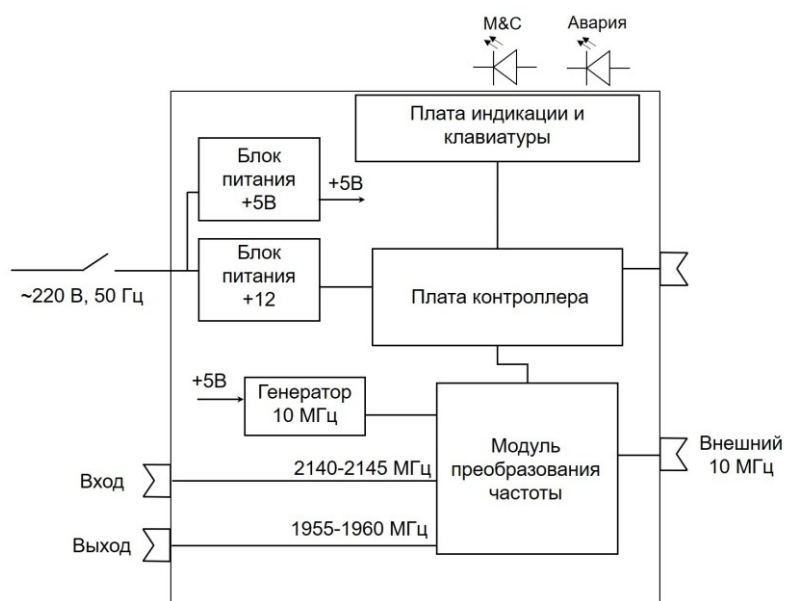 M&C
Авария
Плата индикации и
клавиатуры
Блок
питания
+5В
+5В
Блок
питания
+12
~220 В, 50 Гц
Плата контроллера
+5В
Генератор
10 МГц
Модуль
преобразования
частоты
Внешний
10 МГц
2140-2145 МГц
Вход
1955-1960 МГц
Выход